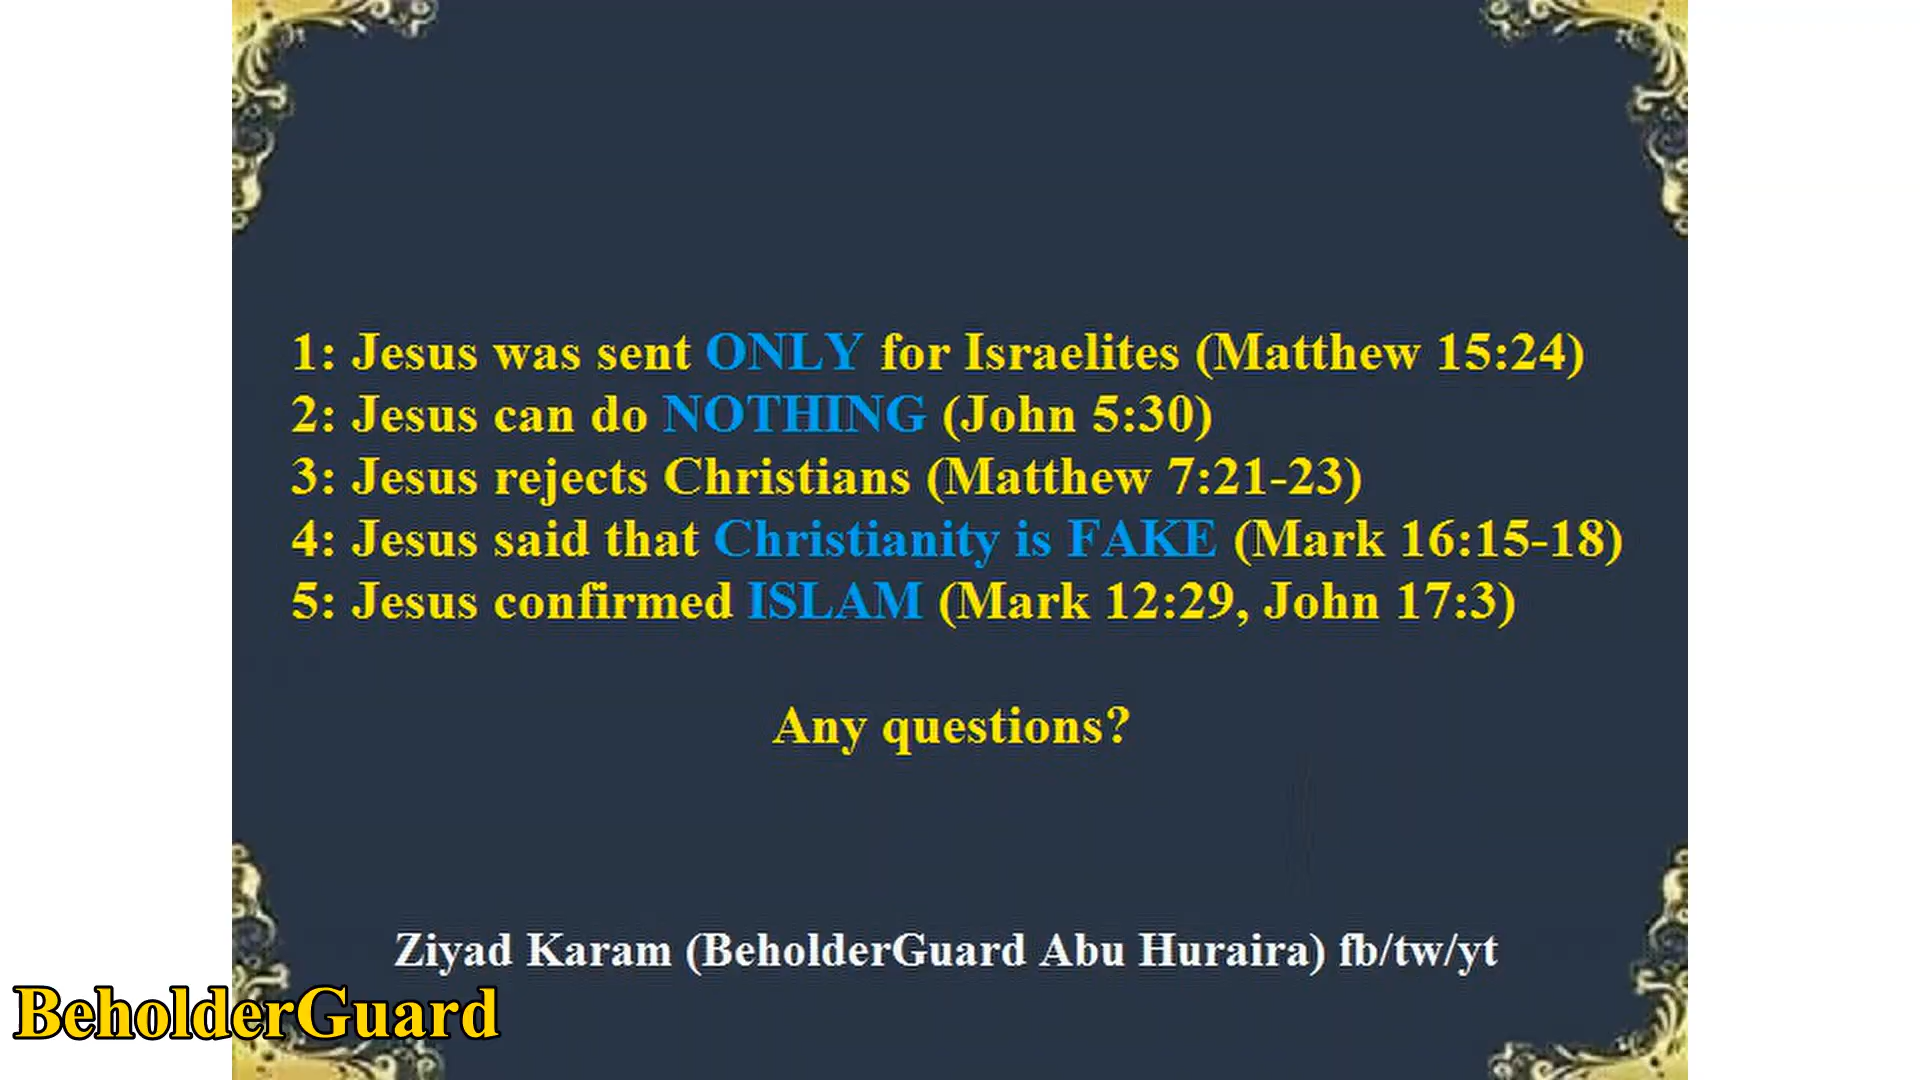 1: Jesus was sent ONLY for Israelites (Matthew 15:24)
2: Jesus can do NOTHING (John 5:30)
3: Jesus rejects Christians (Matthew 7:21-23)
4: Jesus said that Christianity is FAKE (Mark 16:15-18)
5: Jesus confirmed ISLAM (Mark 12:29, John 17:3)
Any questions?
Ziyad Karam (BeholderGuard Abu Huraira) fb/tw/yt
BeholderGuard